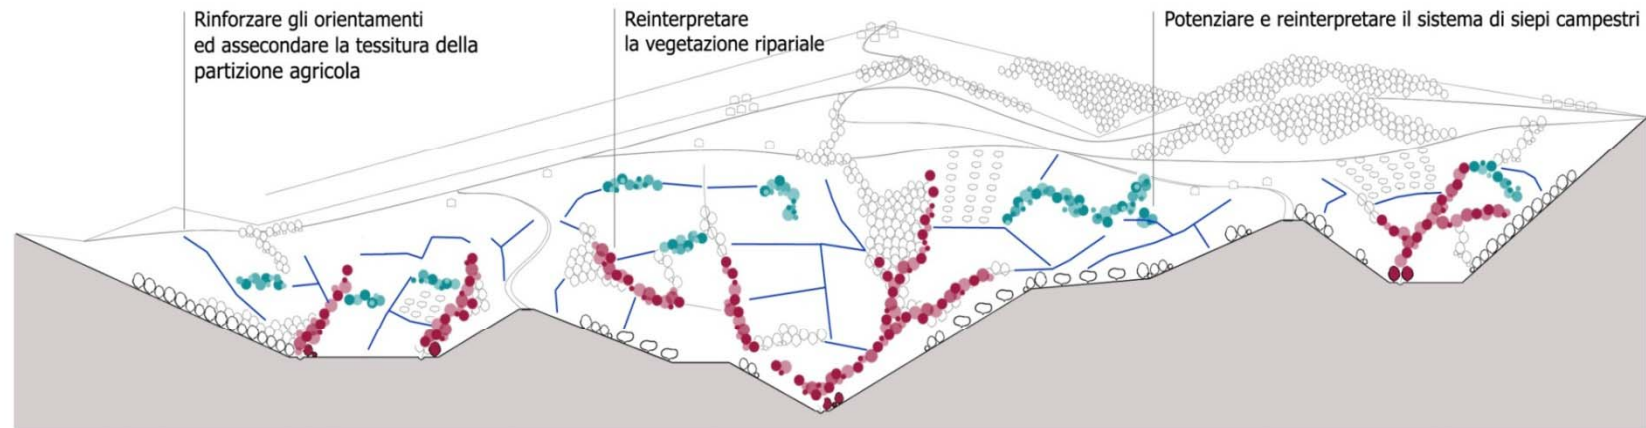 Rinforzare gli orientamenti
ed assecondare la tessitura della
partizione agricola
Reinterpretare
la vegetazione ripariale
Potenziare e reinterpretare il sistema di siepi campestri